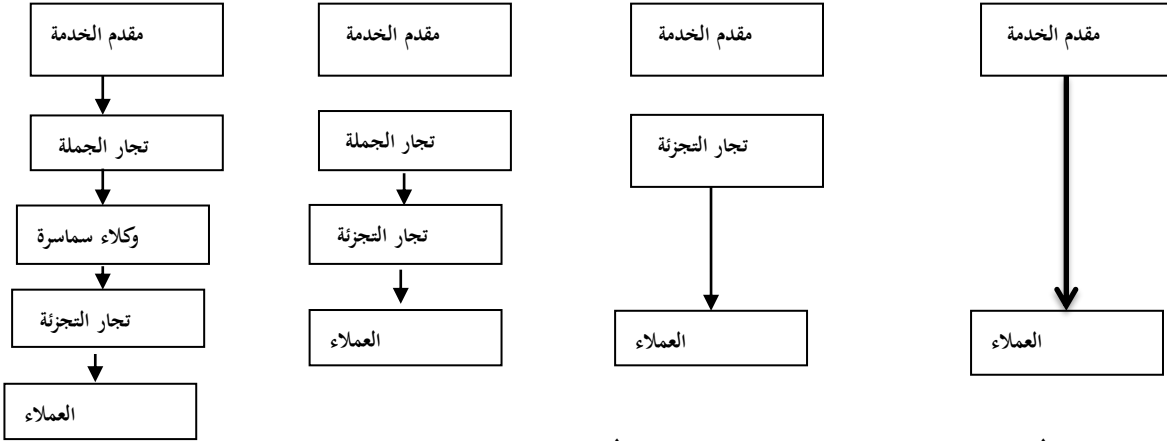 مقدم الخدمة
العملاء
مقدم الخدمة
تجار التجزئة
العملاء
مقدم الخدمة
تجار الجملة
تجار التجزئة
العملاء
مقدم الخدمة
تجار الجملة
وكلاء سماسرة
تجار التجزئة
العملاء